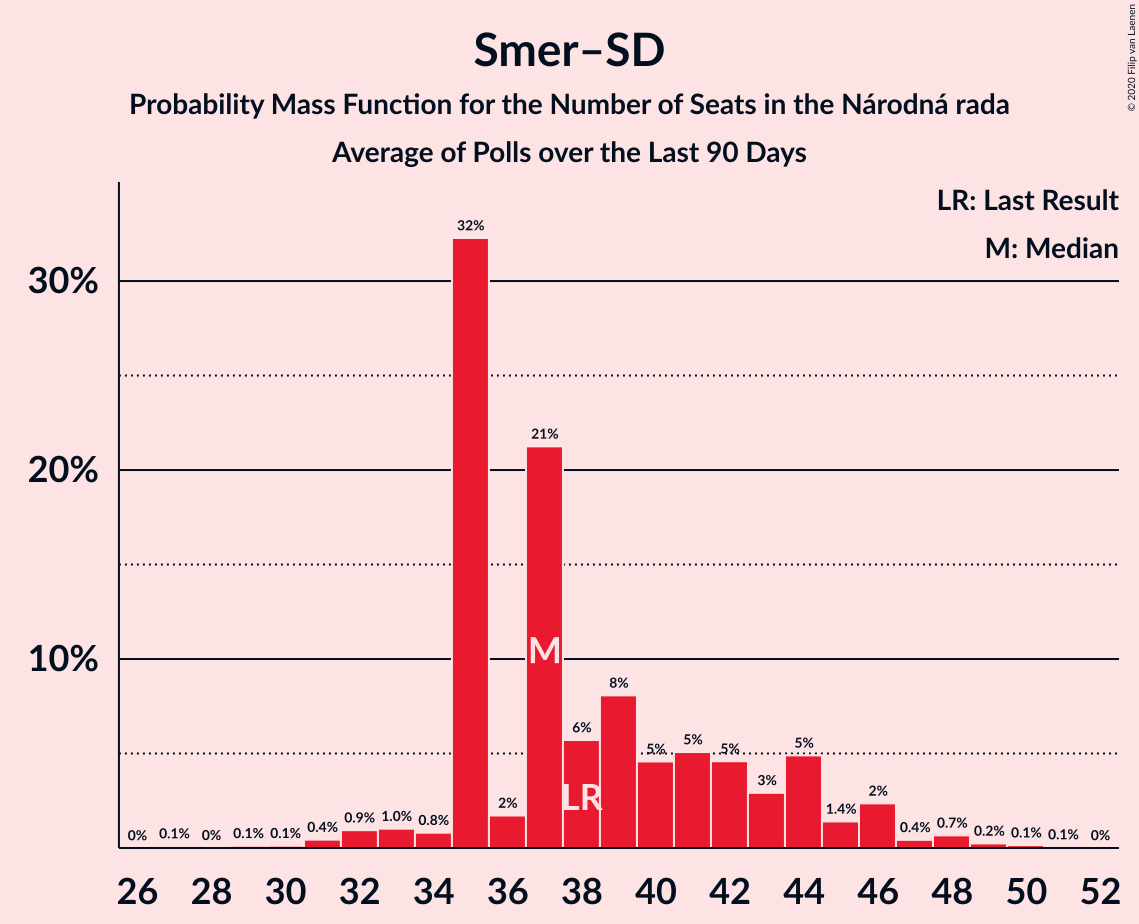 Smer–SD
Probability Mass Function for the Number of Seats in the Národná rada
Average of Polls over the Last 90 Days
© 2020 Filip van Laenen
LR: Last Result
M: Median
30%
20%
10%
0% 0.1% 0% 0.1% 0.1% 0.4% 0.9% 1.0% 0.8% 32% 2% 21% 6% 8% 5% 5% 5% 3% 5% 1.4% 2% 0.4% 0.7% 0.2% 0.1% 0.1% 0%
M
LR
26 28 30 32 34 36 38 40 42 44 46 48 50 52